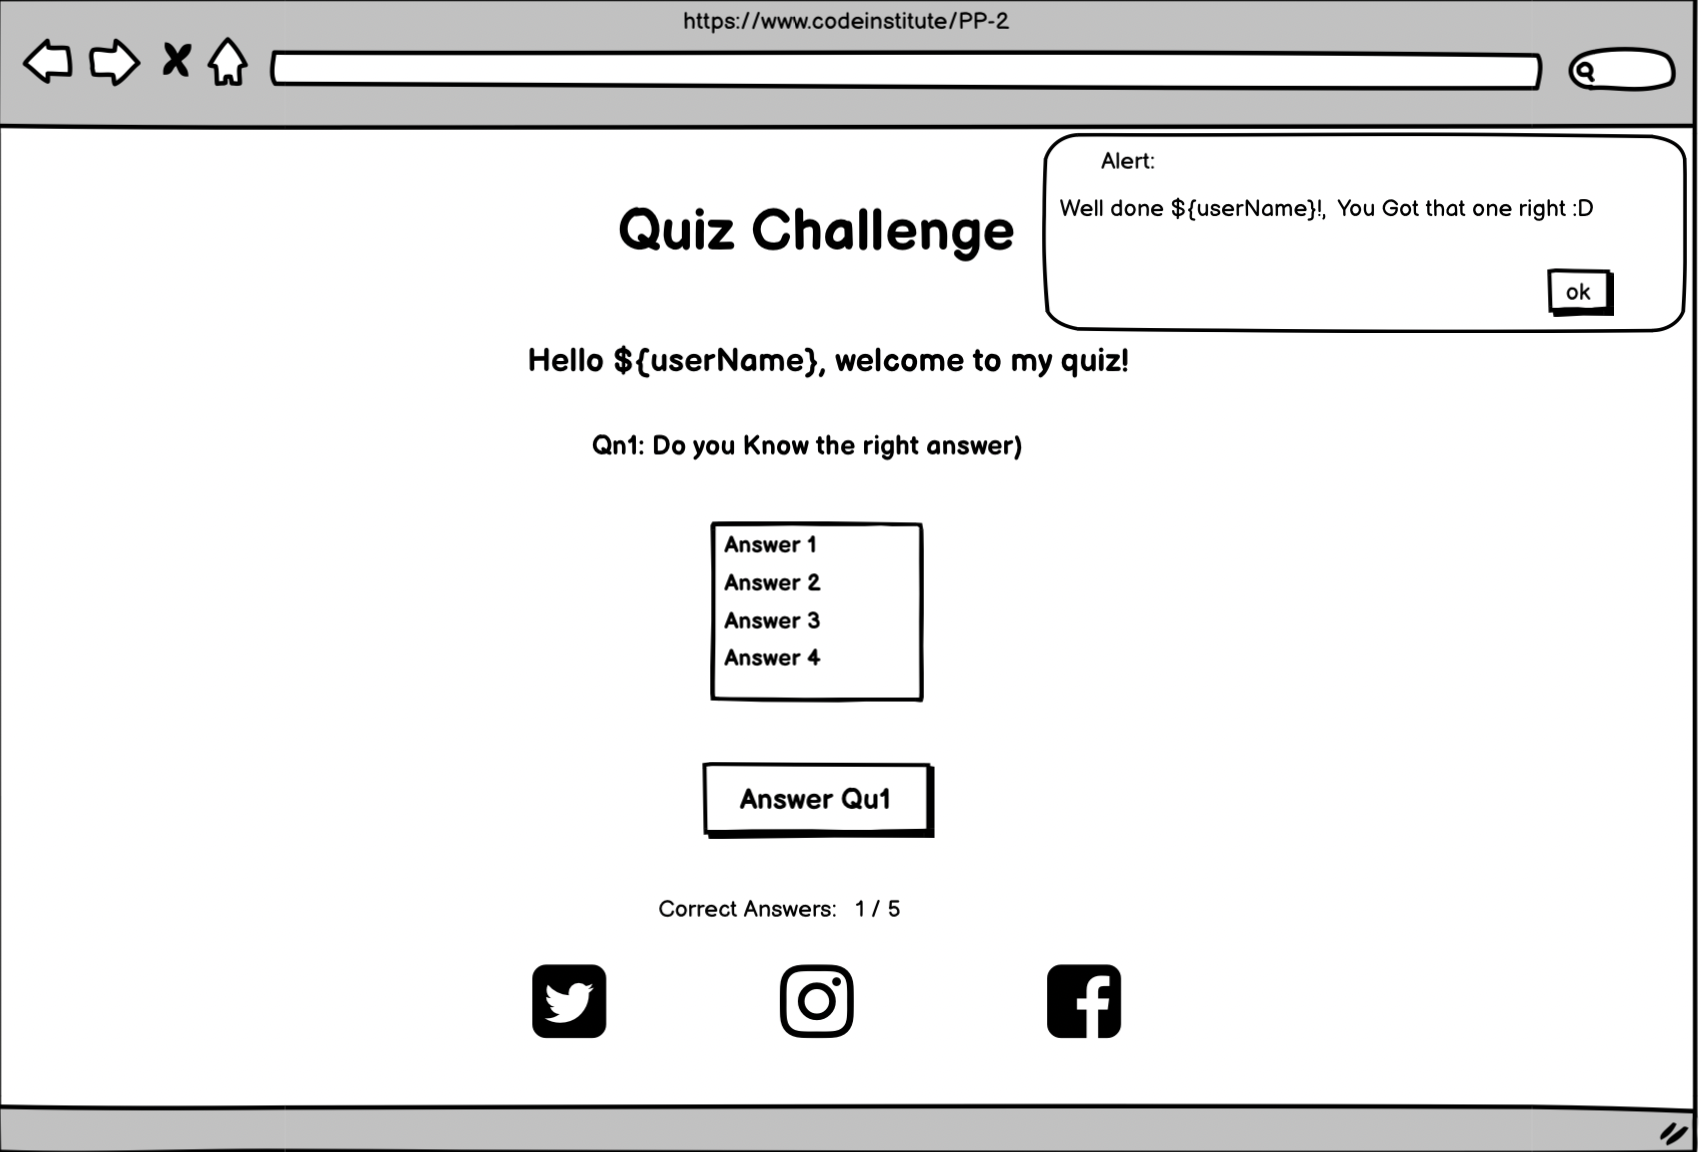 https://www.codeinstitute/PP-2
Alert:
Well done ${userName}!, You Got that one right :D
ok
Quiz Challenge
Hello ${userName}, welcome to my quiz!
Qn1: Do you Know the right answer)
Answer 1
Answer 2
Answer 3
Answer 4
Answer Qu1
Correct Answers: 1 / 5